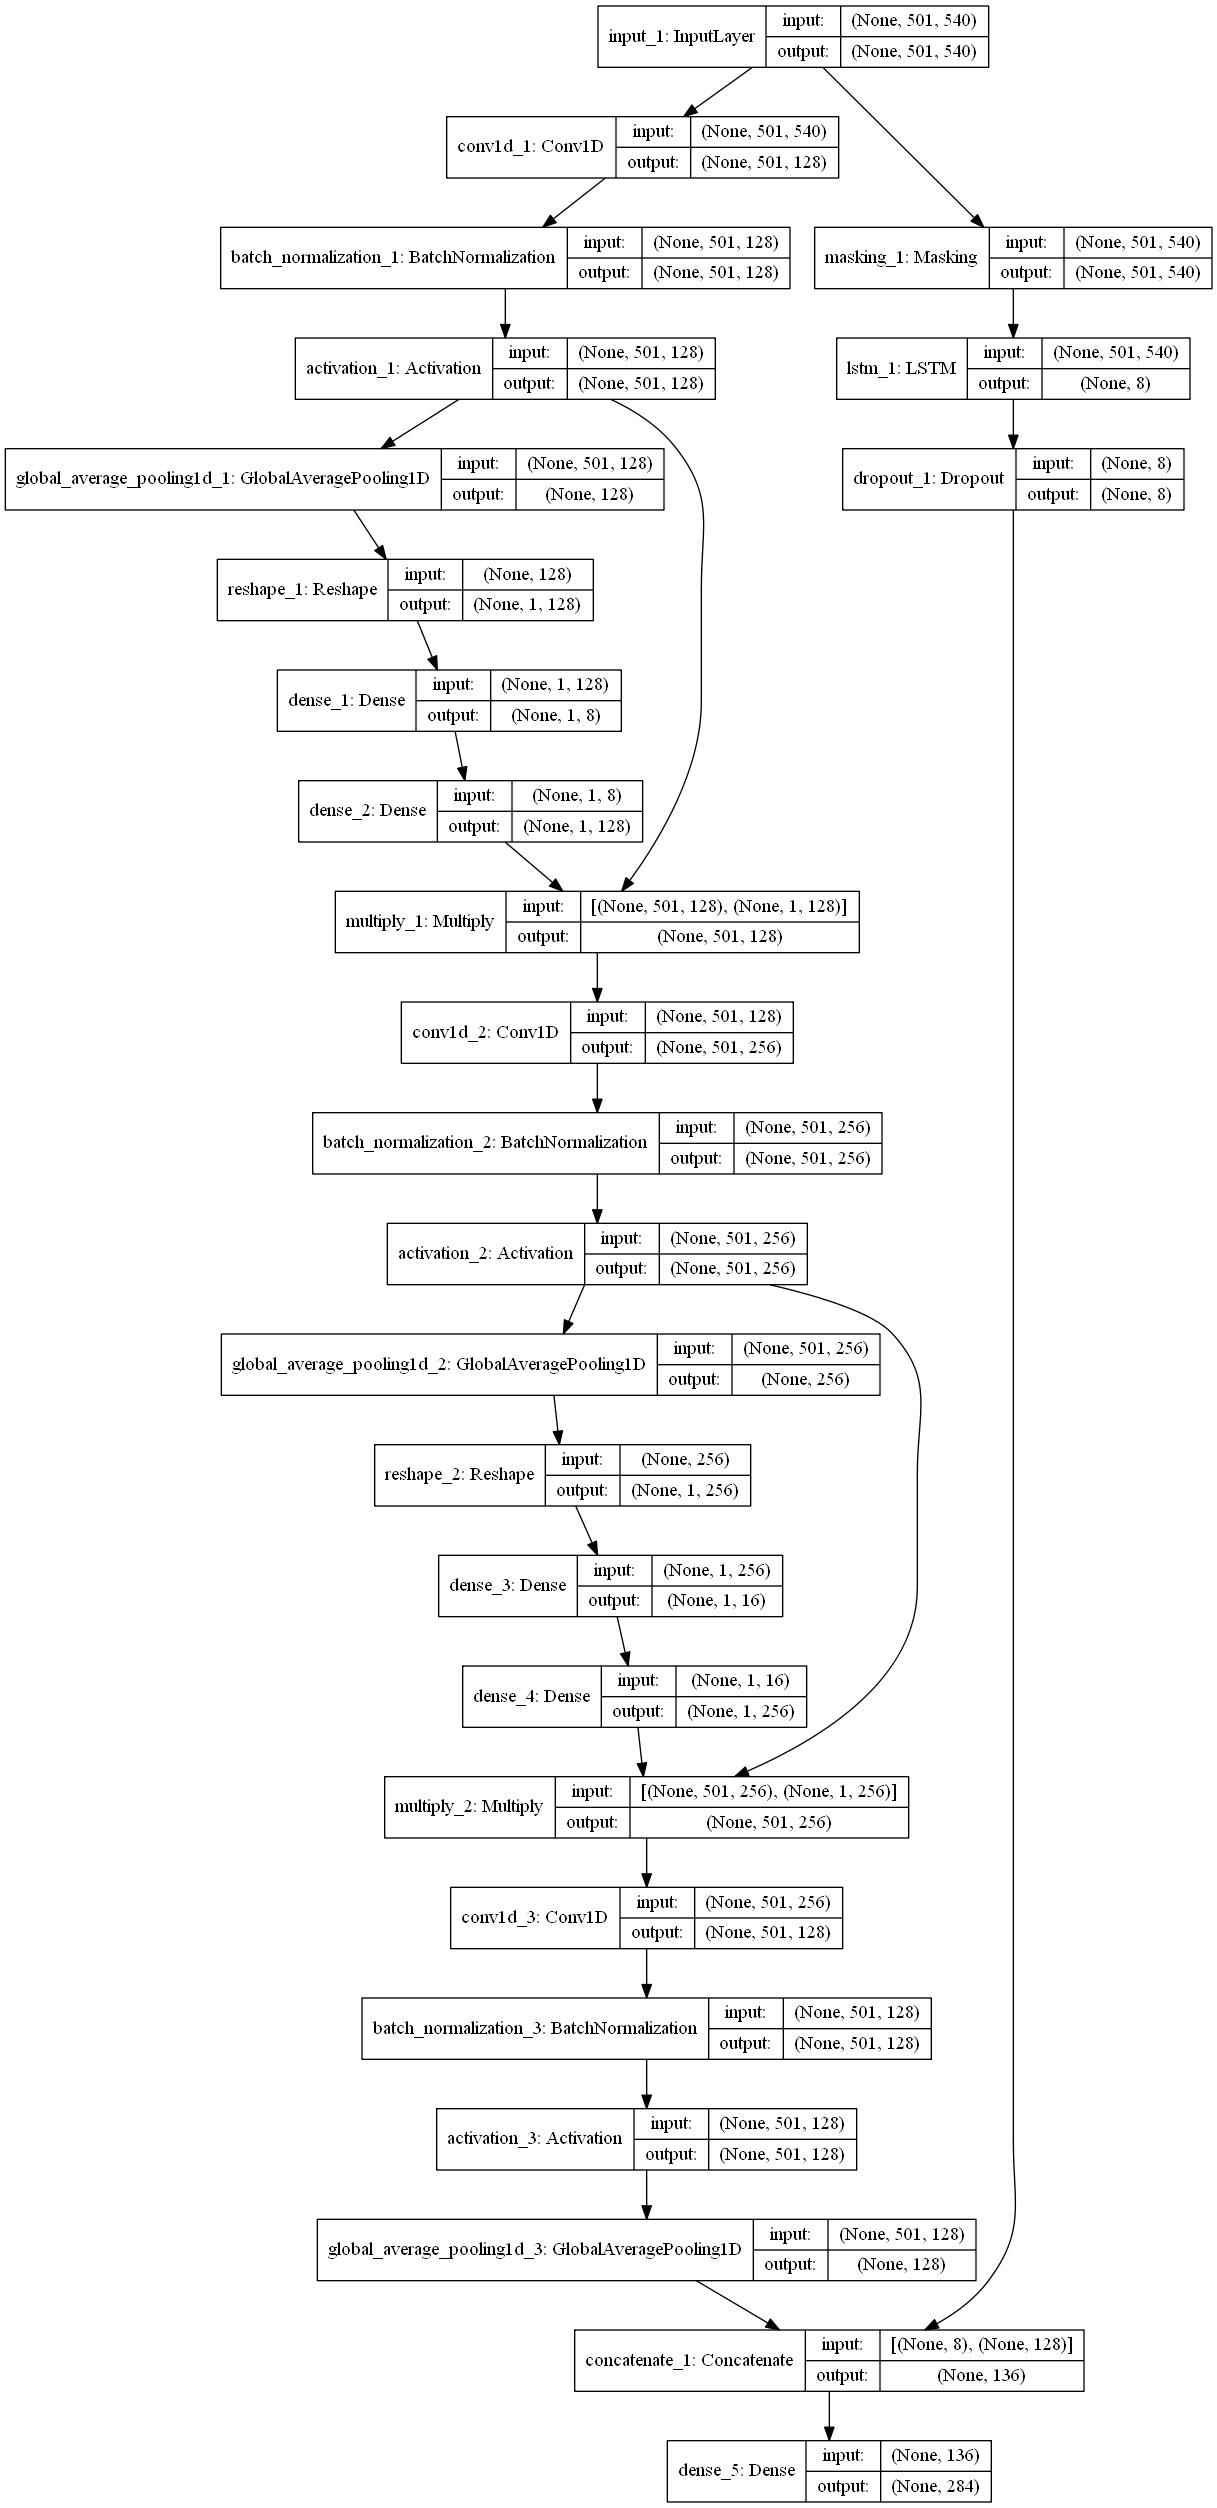 input_1: InputLayer
input: (None, 501, 540)
output: (None, 501, 540)
conv1d_1: Conv1D
input: (None, 501, 540)
output: (None, 501, 128)
batch_normalization_1: BatchNormalization
input: (None, 501, 128)
output: (None, 501, 128)
masking_1: Masking
input: (None, 501, 540)
output: (None, 501, 540)
activation_1: Activation
input: (None, 501, 128)
output: (None, 501, 128)
lstm_1: LSTM
input: (None, 501, 540)
output: (None, 8)
global_average_pooling1d_1: GlobalAveragePooling1D
input: (None, 501, 128)
output: (None, 128)
dropout_1: Dropout
input: (None, 8)
output: (None, 8)
reshape_1: Reshape
input: (None, 128)
output: (None, 1, 128)
dense_1: Dense
input: (None, 1, 128)
output: (None, 1, 8)
dense_2: Dense
input: (None, 1, 8)
output: (None, 1, 128)
multiply_1: Multiply
input: [(None, 501, 128), (None, 1, 128)]
output: (None, 501, 128)
conv1d_2: Conv1D
input: (None, 501, 128)
output: (None, 501, 256)
batch_normalization_2: BatchNormalization
input: (None, 501, 256)
output: (None, 501, 256)
activation_2: Activation
input: (None, 501, 256)
output: (None, 501, 256)
global_average_pooling1d_2: GlobalAveragePooling1D
input: (None, 501, 256)
output: (None, 256)
reshape_2: Reshape
input: (None, 256)
output: (None, 1, 256)
dense_3: Dense
input: (None, 1, 256)
output: (None, 1, 16)
dense_4: Dense
input: (None, 1, 16)
output: (None, 1, 256)
multiply_2: Multiply
input: [(None, 501, 256), (None, 1, 256)]
output: (None, 501, 256)
conv1d_3: Conv1D
input: (None, 501, 256)
output: (None, 501, 128)
batch_normalization_3: BatchNormalization
input: (None, 501, 128)
output: (None, 501, 128)
activation_3: Activation
input: (None, 501, 128)
output: (None, 501, 128)
global_average_pooling1d_3: GlobalAveragePooling1D
input: (None, 501, 128)
output: (None, 128)
concatenate_1: Concatenate
input: [(None, 8), (None, 128)]
output: (None, 136)
dense_5: Dense
input: (None, 136)
output: (None, 284)